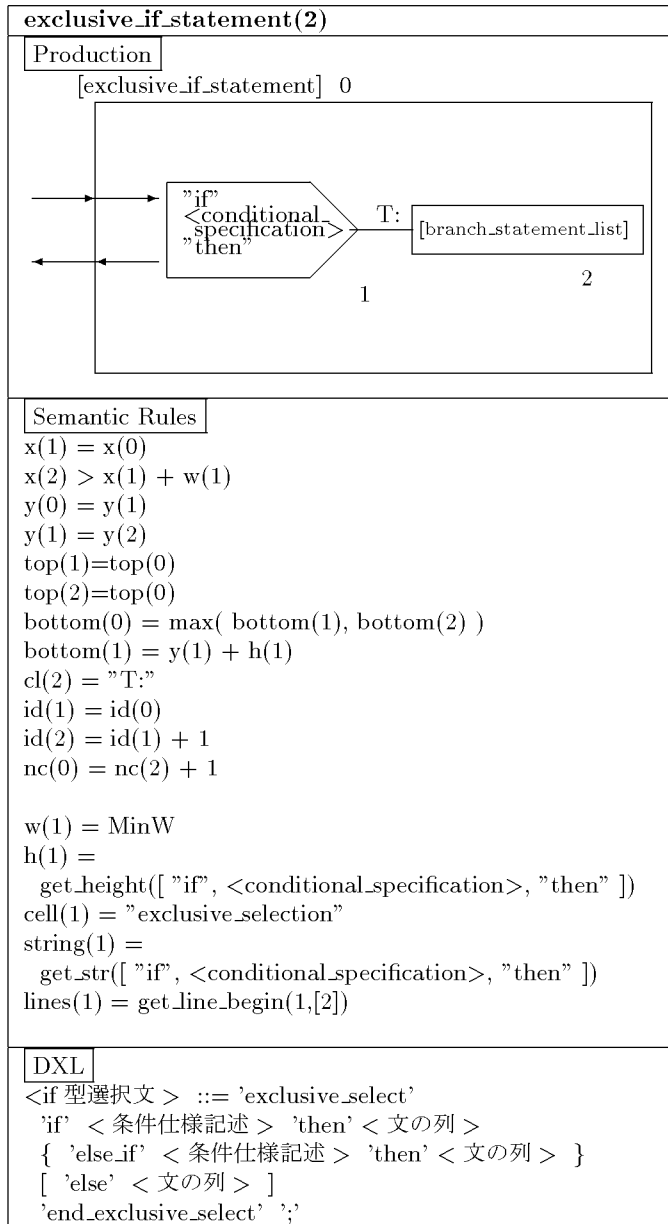 exclusive_if_statement(2)
Production
[exclusive_if_statement] 0
"if"
<conditional_
specification>
"then"
T:
[branch_statement_list]
1
2
Semantic Rules
x(1) = x(0)
x(2) > x(1) + w(1)
y(0) = y(1)
y(1) = y(2)
top(1)=top(0)
top(2)=top(0)
bottom(0) = max( bottom(1), bottom(2) )
bottom(1) = y(1) + h(1)
cl(2) = "T:"
id(1) = id(0)
id(2) = id(1) + 1
nc(0) = nc(2) + 1
w(1) = MinW
h(1) =
get_height([ "if", <conditional_specification>, "then" ])
cell(1) = "exclusive_selection"
string(1) =
get_str([ "if", <conditional_specification>, "then" ])
lines(1) = get_line_begin(1,[2])
DXL
<if 型選択文 > ::= 'exclusive_select'
'if' < 条件仕様記述 > 'then' < 文の列 >
{ 'else_if' < 条件仕様記述 > 'then' < 文の列 > }
[ 'else' < 文の列 > ]
'end_exclusive_select' ';'